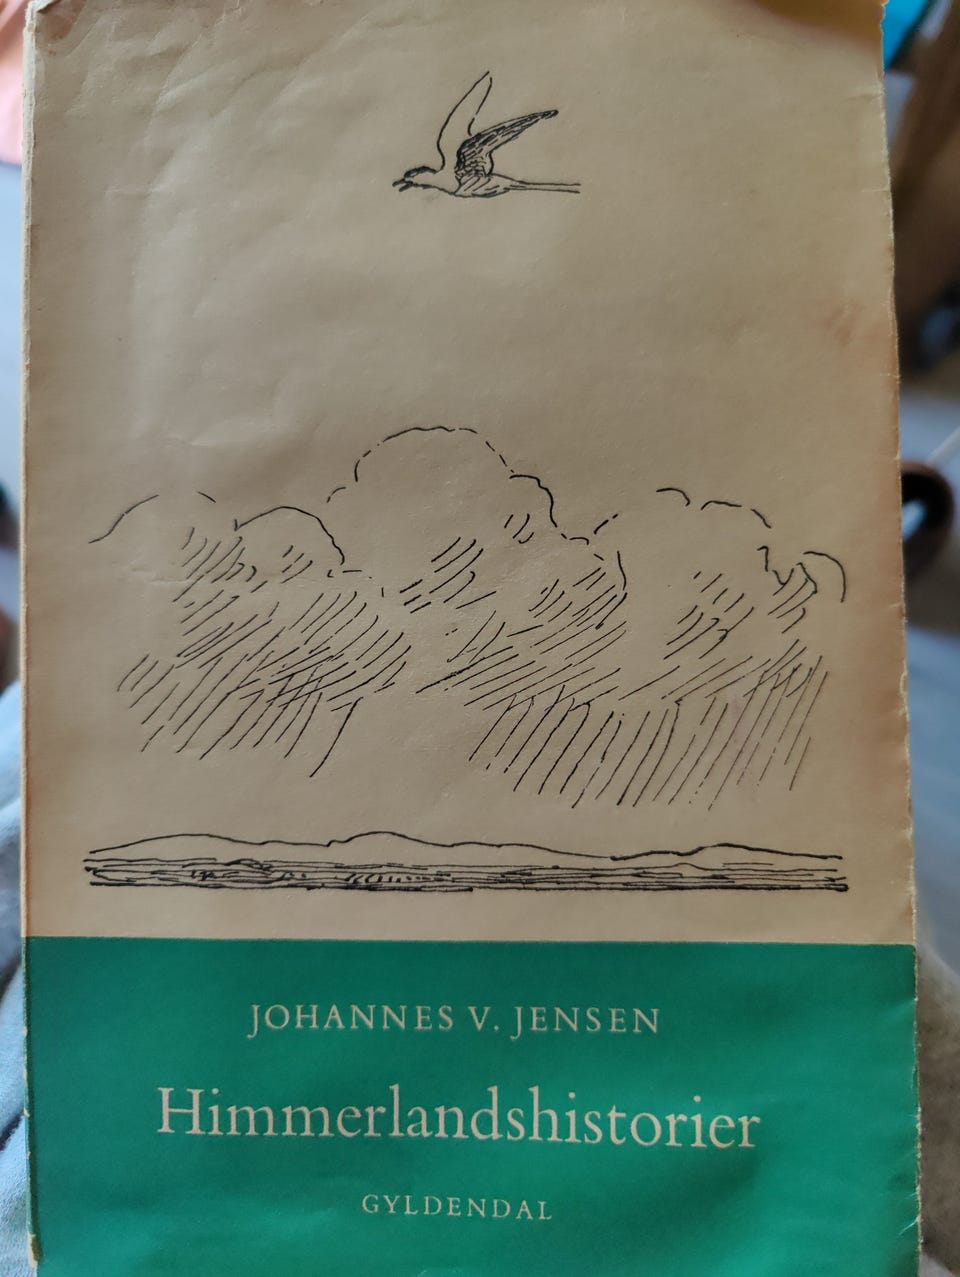 JOHANNES V. JENSEN
Himmerlandshistorier
GYLDENDAL